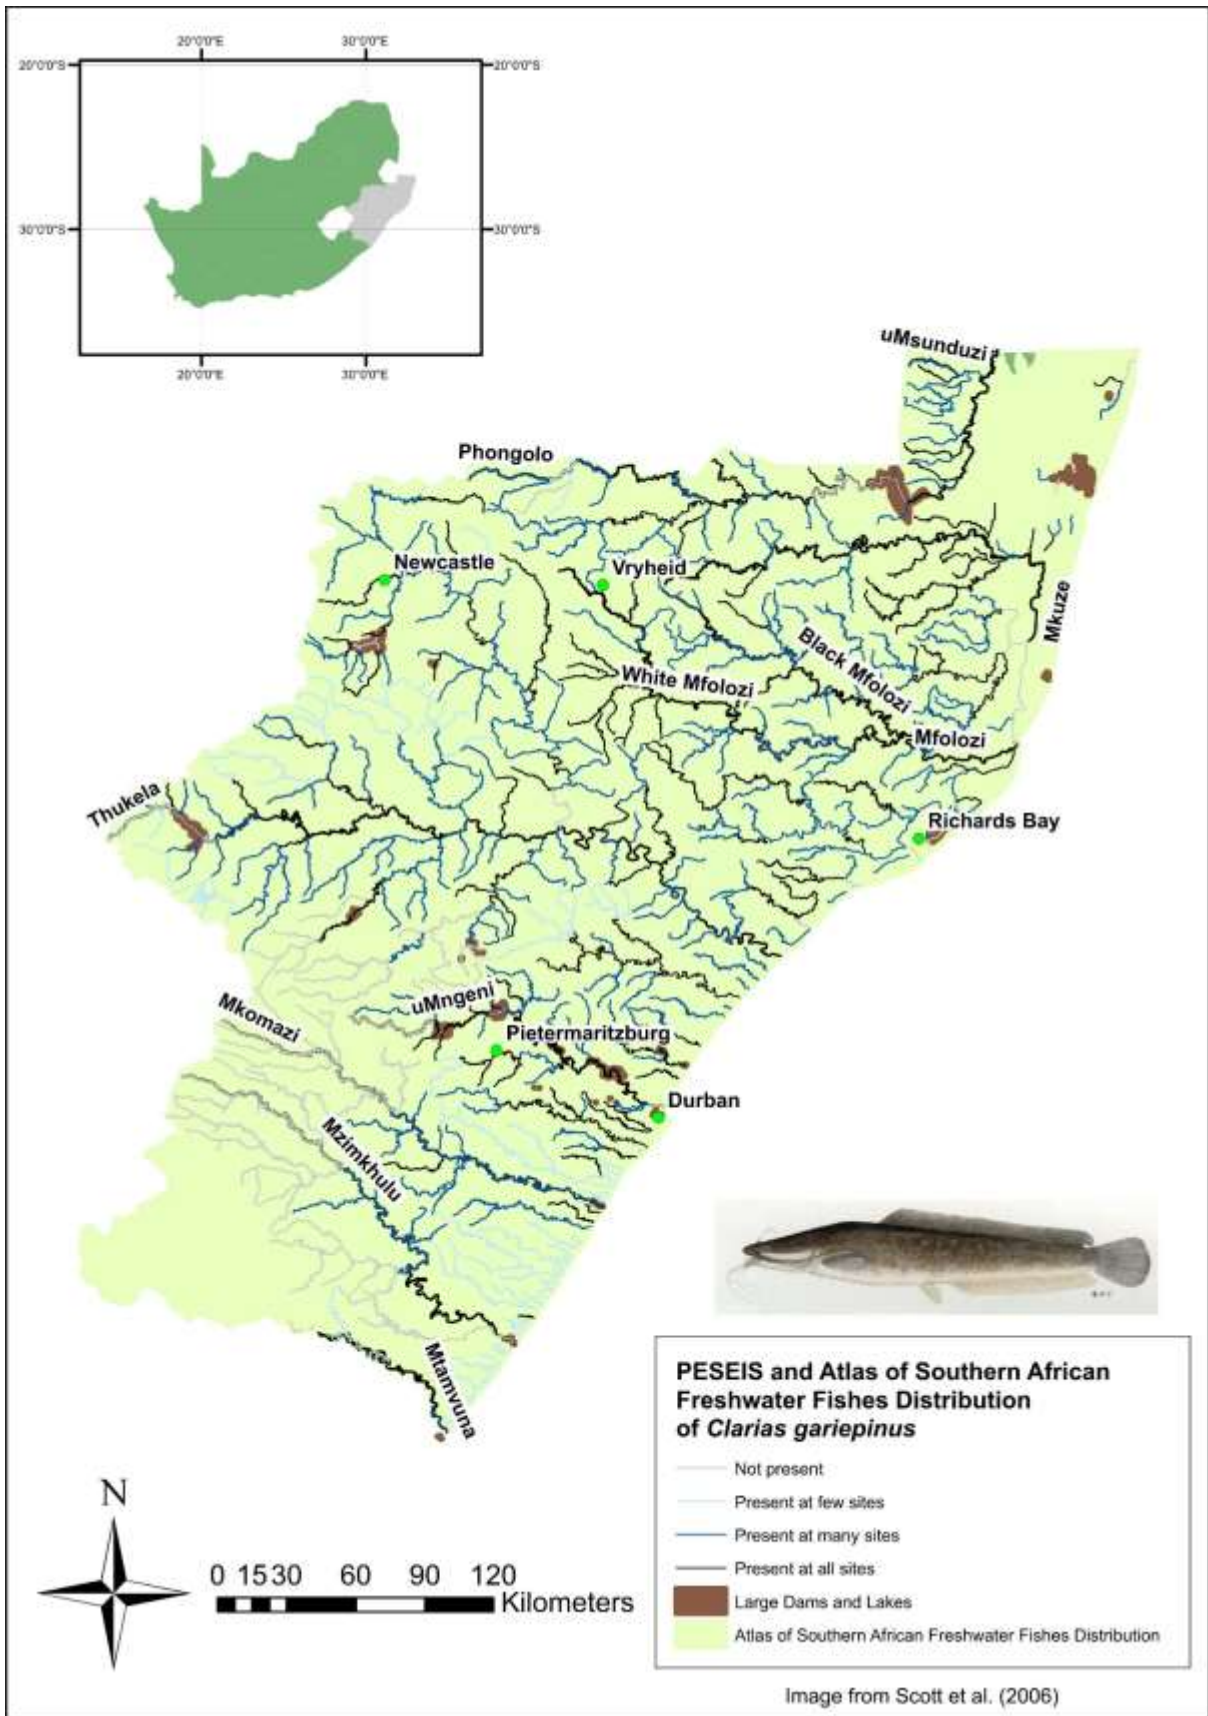 20°0'0"E 30°0'0"E
20°0'0"S 20°0'0"S
30°0'0"S 30°0'0"S
20°0'0"E 30°0'0"E
uMsunduzi
Phongolo
Newcastle
Vryheid
Mkuze
Black Mfolozi
White Mfolozi
Mfolozi
Thukela
Richards Bay
uMngeni
Mkomazi
Pietermaritzburg
Durban
Mzimkhulu
Mtamvuna
PESEIS and Atlas of Southern African
Freshwater Fishes Distribution
of Clarias gariepinus
Not present
Present at few sites
Present at many sites
Present at all sites
Large Dams and Lakes
Atlas of Southern African Freshwater Fishes Distribution
N
0 15 30 60 90 120
Kilometers
Image from Scott et al. (2006)